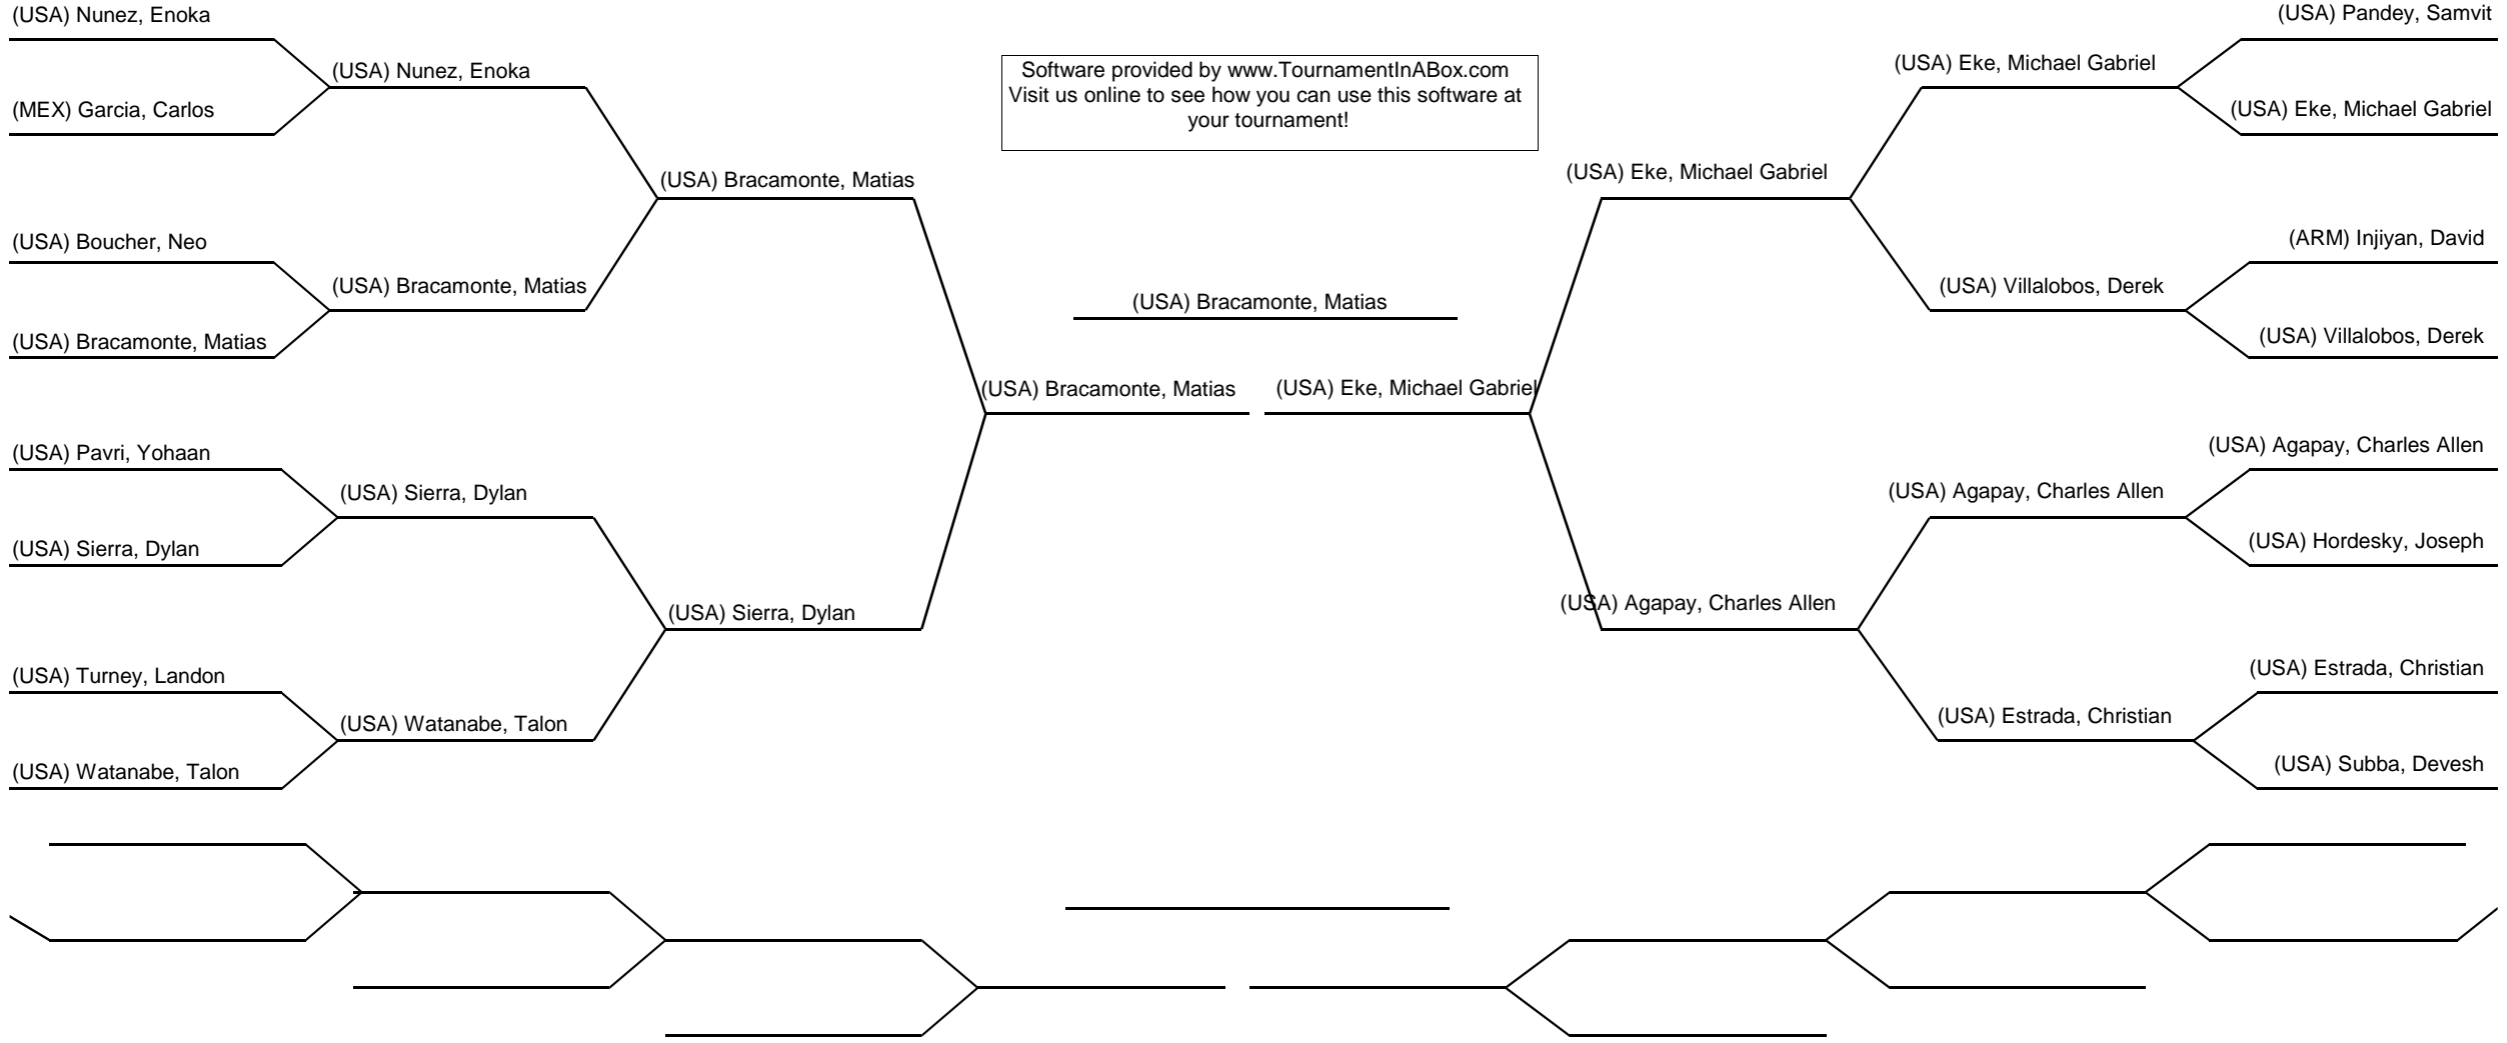 (USA) Nunez, Enoka
(MEX) Garcia, Carlos
(USA) Boucher, Neo
(USA) Bracamonte, Matias
(USA) Pavri, Yohaan
(USA) Sierra, Dylan
(USA) Turney, Landon
(USA) Watanabe, Talon
(USA) Nunez, Enoka
(USA) Bracamonte, Matias
(USA) Sierra, Dylan
(USA) Watanabe, Talon
(USA) Bracamonte, Matias
(USA) Sierra, Dylan
Software provided by www.TournamentInABox.com
Visit us online to see how you can use this software at
your tournament!
(USA) Bracamonte, Matias
(USA) Bracamonte, Matias
(USA) Eke, Michael Gabriel
(USA) Eke, Michael Gabriel
(USA) Agapay, Charles Allen
(USA) Eke, Michael Gabriel
(USA) Villalobos, Derek
(USA) Agapay, Charles Allen
(USA) Estrada, Christian
(USA) Pandey, Samvit
(USA) Eke, Michael Gabriel
(ARM) Injiyan, David
(USA) Villalobos, Derek
(USA) Agapay, Charles Allen
(USA) Hordesky, Joseph
(USA) Estrada, Christian
(USA) Subba, Devesh